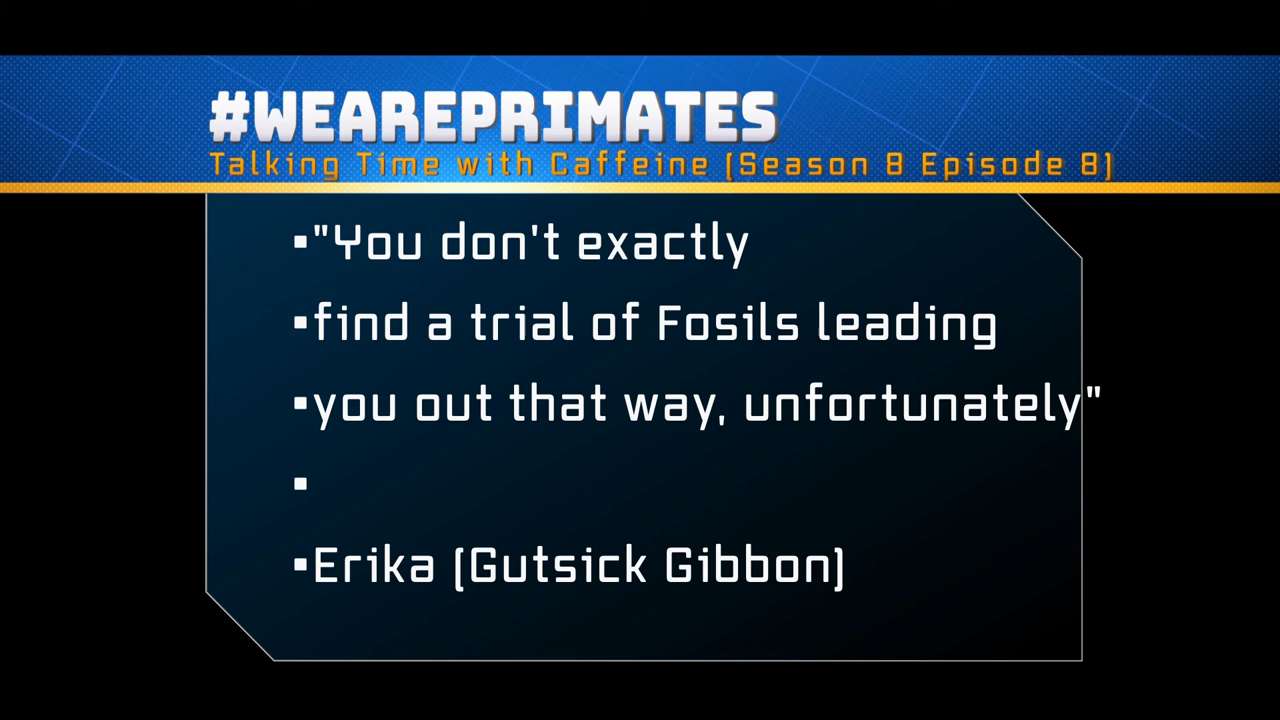 #WEAREPRIMATES
Talking Time with Caffeine (Season 8 Episode 8)
▪"You don't exactly
▪find a trial of Fosils leading
▪you out that way, unfortunately"
▪
▪Erika (Gutsick Gibbon)